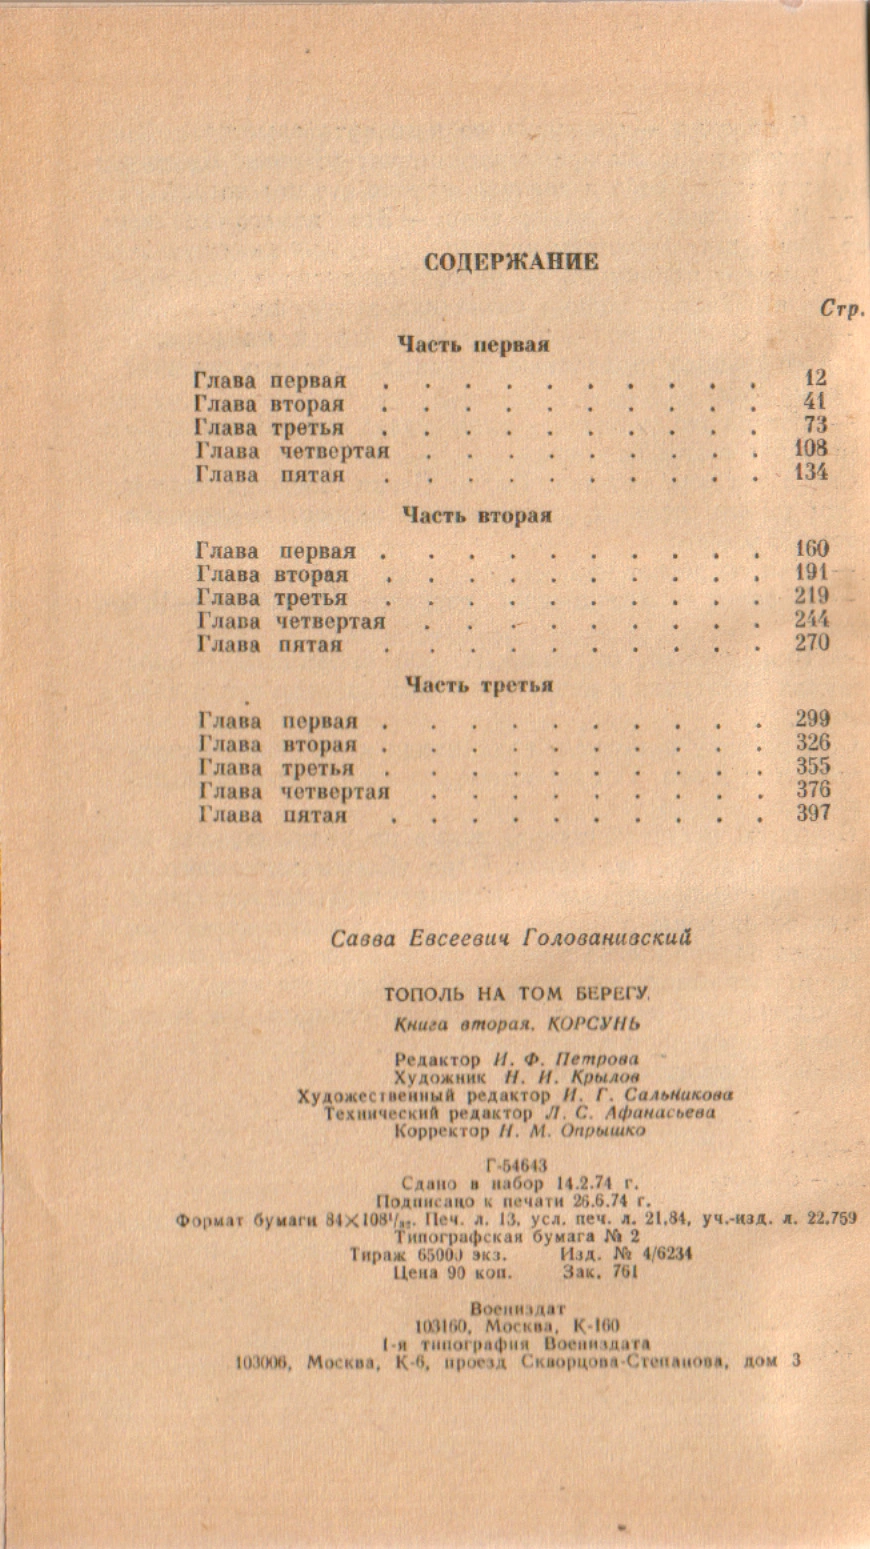 СОДЕРЖАНИЕ
Стр.
Часть первая
Глава первая . . . . . . . . . . 12
Глава вторая . . . . . . . . . . 41
Глава третья . . . . . . . . . . 73
Глава четвертая . . . . . . . . . 108
Глава пятая . . . . . . . . . . 134
Часть вторая
Глава первая . . . . . . . . . . 160
Глава вторая . . . . . . . . . . 191
Глава третья . . . . . . . . . . 219
Глава четвертая . . . . . . . . . 244
Глава пятая . . . . . . . . . . 270
Часть третья
Глава первая . . . . . . . . . . 299
Глава вторая . . . . . . . . . . 326
Глава третья . . . . . . . . . . 355
Глава четвертая . . . . . . . . . 376
Глава пятая . . . . . . . . . . 397
Савва Евсеевич Голованивский
ТОПОЛЬ НА ТОМ БЕРЕГУ.
Книга вторая. КОРСУНЬ
Редактор И. Ф. Петрова
Художник Н. И. Крылов
Художественный редактор И. Г. Сальникова
Технический редактор Л. С. Афанасьева
Корректор Н. М. Опрышко
Г-54643
Сдано в набор 14.2.74 г.
Подписано к печати 26.6.74 г.
Формат бумаги 84×108¹/₃₂. Печ. л. 13, усл. печ. л. 21,84, уч.-изд. л. 22,759
Типографская бумага № 2
Тираж 65000 экз. Изд. № 4/6234
Цена 90 коп. Зак. 761
Воениздат
103160, Москва, К-160
1-я типография Воениздата
103006, Москва, К-6, проезд Скворцова-Степанова, дом 3